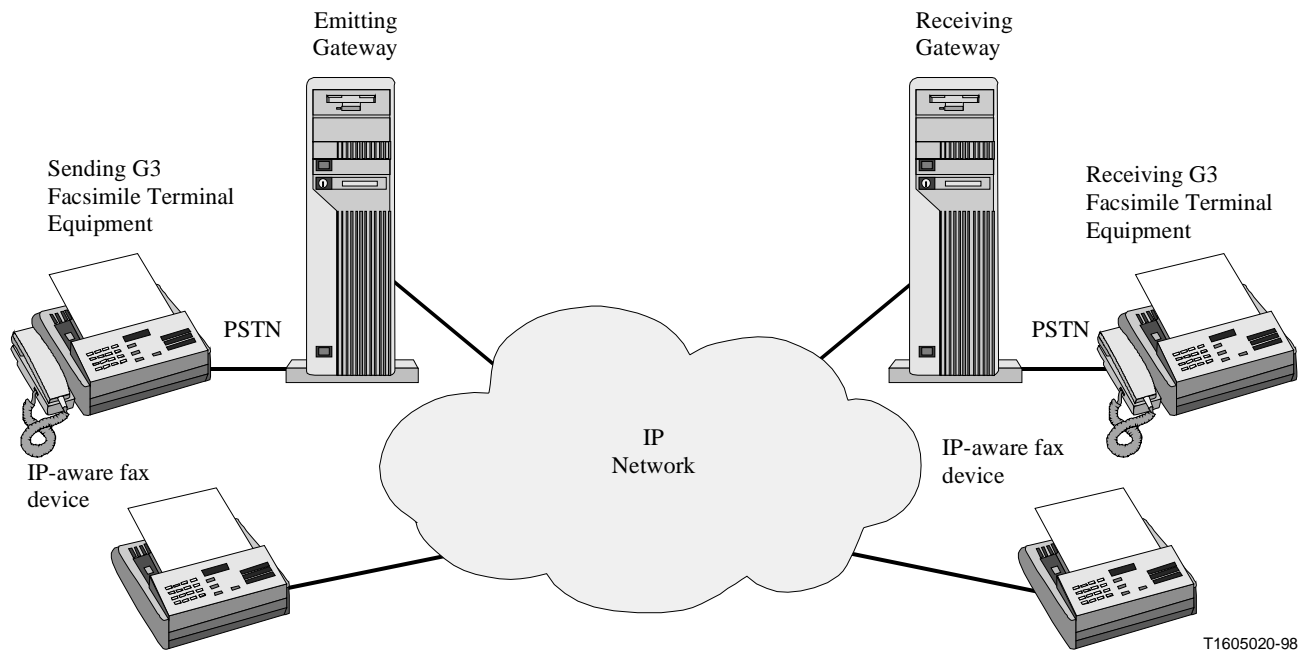 Emitting
Gateway
Receiving
Gateway
Sending G3
Facsimile Terminal
Equipment
Receiving G3
Facsimile Terminal
Equipment
PSTN
PSTN
IP
Network
IP-aware fax
device
IP-aware fax
device
T1605020-98